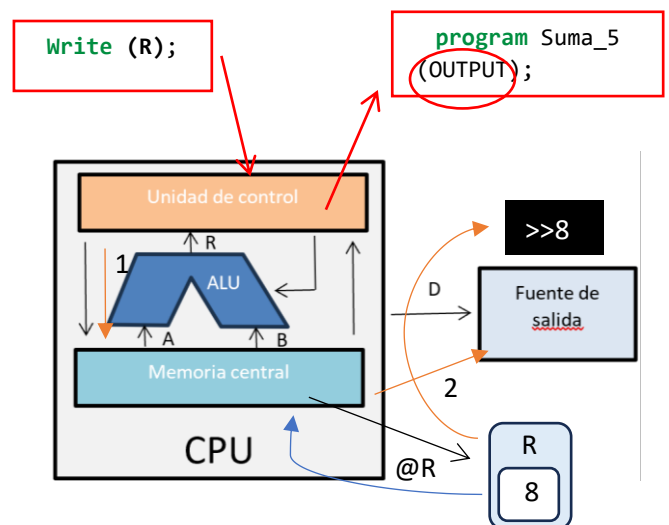 Write (R);
program Suma_5
(OUTPUT);
Unidad de control
R
1
ALU
A
B
Memoria central
CPU
D
>>8
Fuente de
salida
2
@R
R
8